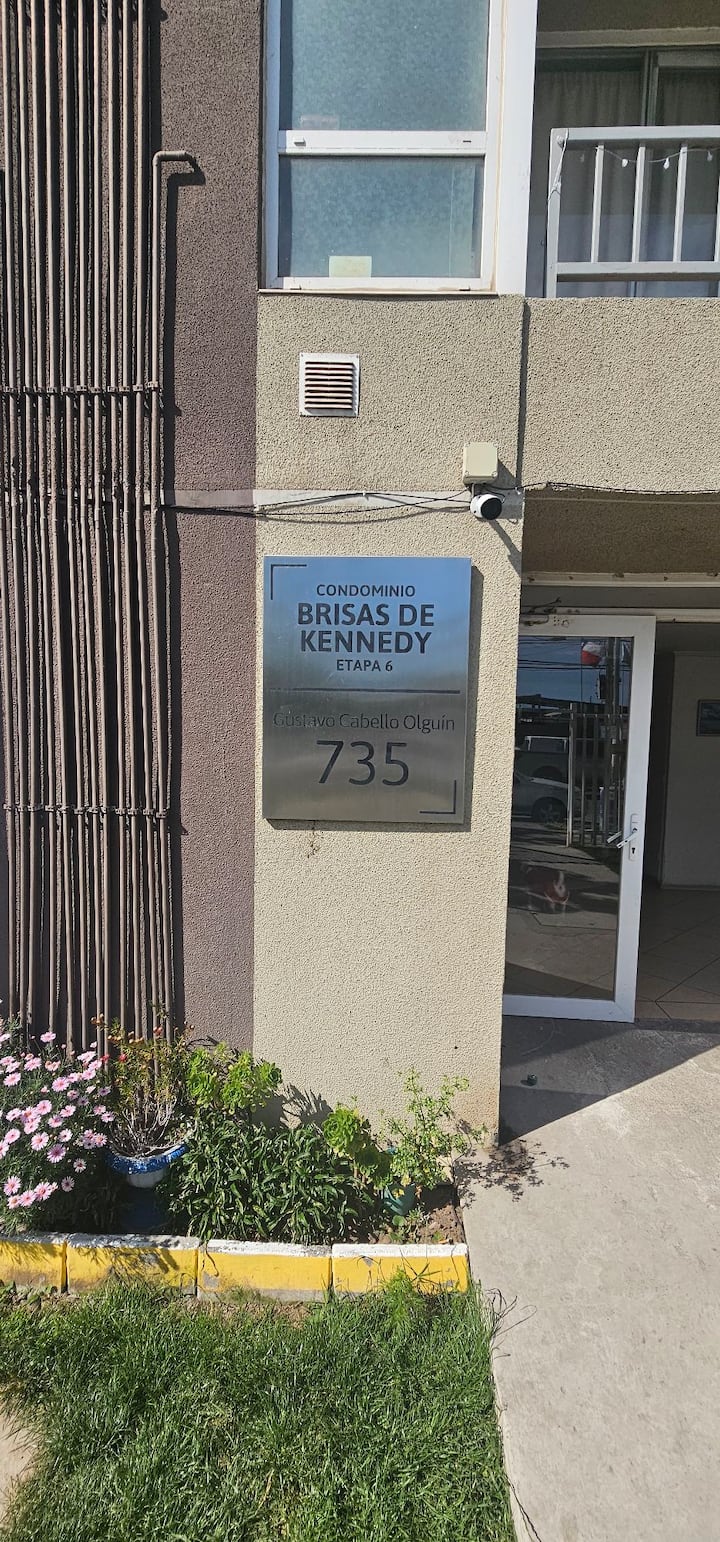 CONDOMINIO
BRISAS DE
KENNEDY
ETAPA 6
Gustavo Cabello Olguín
735